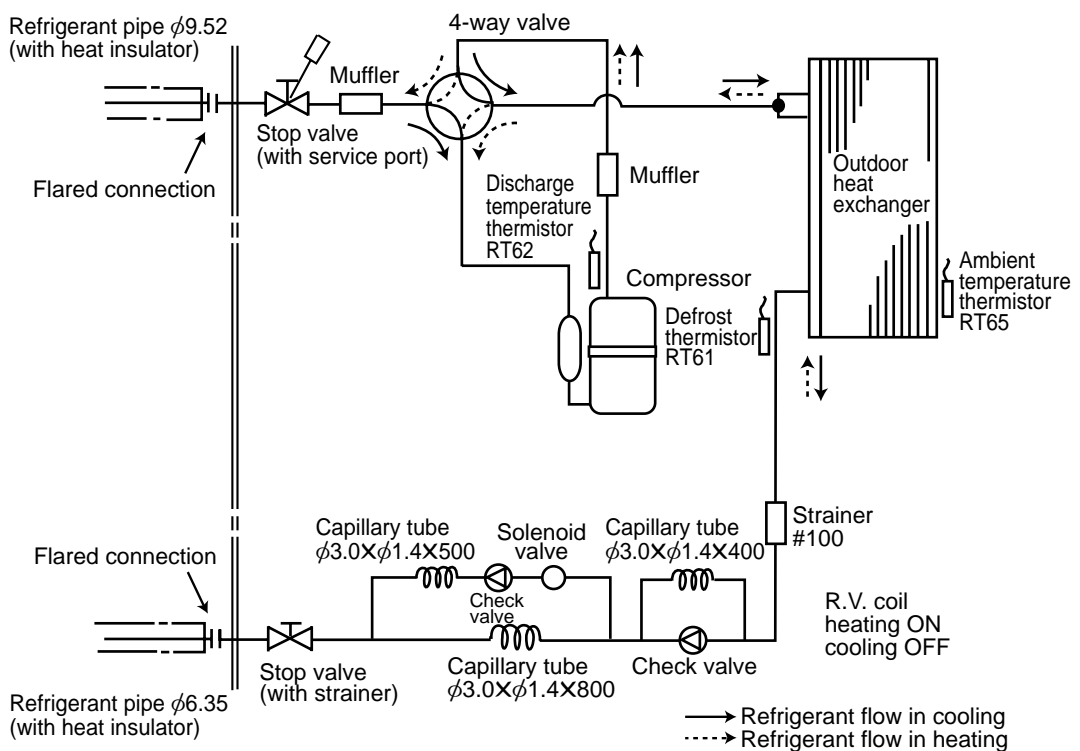 Refrigerant pipe ϕ9.52
(with heat insulator)
4-way valve
Muffler
Stop valve
(with service port)
Flared connection
Discharge
temperature
thermistor
RT62
Muffler
Outdoor
heat
exchanger
Compressor
Defrost
thermistor
RT61
Ambient
temperature
thermistor
RT65
Strainer
#100
Capillary tube
ϕ3.0Xϕ1.4X500
Solenoid
valve
Capillary tube
ϕ3.0Xϕ1.4X400
Flared connection
Check
valve
R.V. coil
heating ON
cooling OFF
Stop valve
(with strainer)
Capillary tube
ϕ3.0Xϕ1.4X800
Check valve
Refrigerant pipe ϕ6.35
(with heat insulator)
Refrigerant flow in cooling
Refrigerant flow in heating